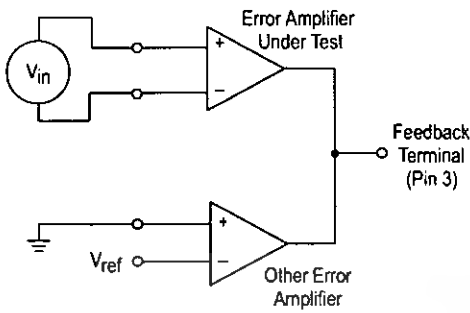 Error Amplifier
Under Test
+
Vin
−
Feedback
Terminal
(Pin 3)
+
Vref
−
Other Error
Amplifier